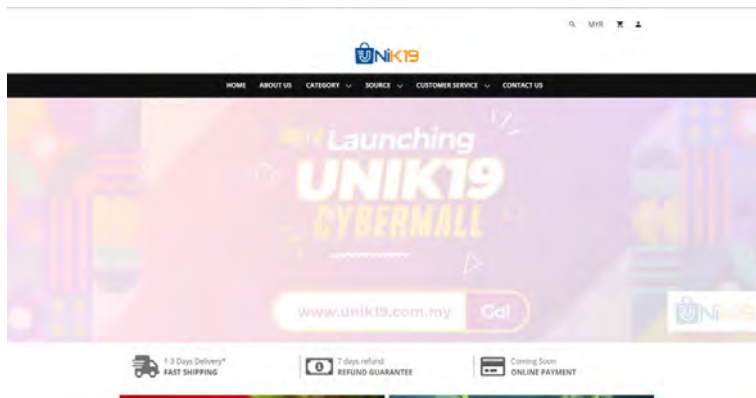 MYR
UNiK19
HOME ABOUT US CATEGORY SOURCE CUSTOMER SERVICE CONTACT US
Launching
UNIK19
CYBERMALL
www.unik19.com.my Go!
1-3 Days Delivery*
FAST SHIPPING
7 days refund
REFUND GUARANTEE
Coming Soon
ONLINE PAYMENT